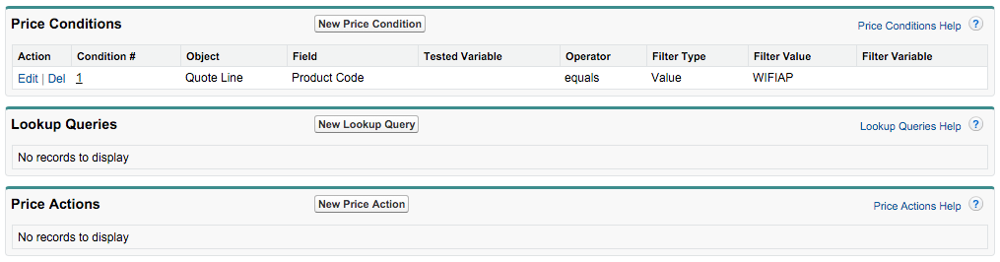 Price Conditions New Price Condition Price Conditions Help ?
Action Condition # Object Field Tested Variable Operator Filter Type Filter Value Filter Variable
Edit | Del 1 Quote Line Product Code equals Value WIFIAP
Lookup Queries New Lookup Query Lookup Queries Help ?
No records to display
Price Actions New Price Action Price Actions Help ?
No records to display